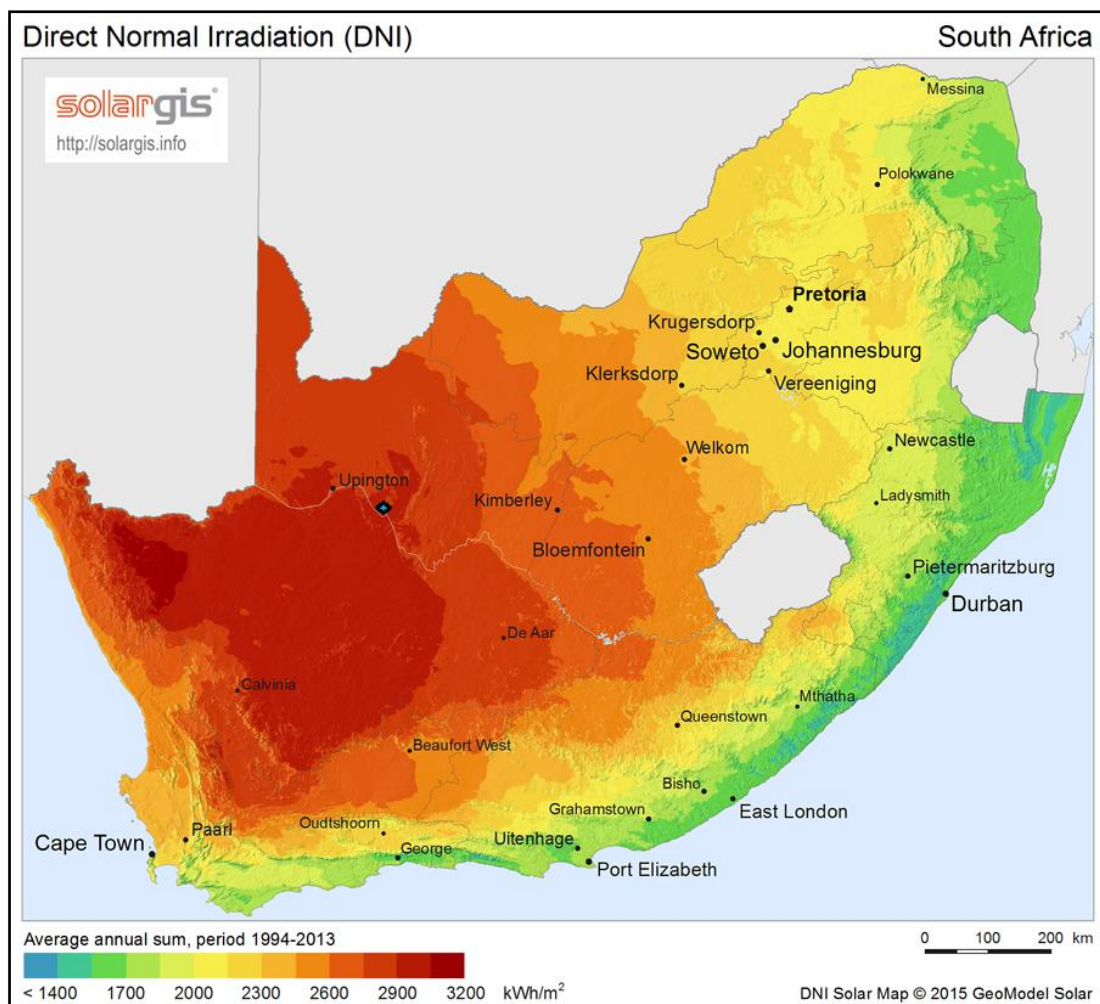 Direct Normal Irradiation (DNI)
South Africa
solargis
http://solargis.info
Messina
Polokwane
Pretoria
Krugersdorp
Soweto
Johannesburg
Klerksdorp
Vereeniging
Welkom
Newcastle
Upington
Kimberley
Ladysmith
Bloemfontein
Pietermaritzburg
Durban
De Aar
Calvinia
Mthatha
Queenstown
Beaufort West
Bisho
Grahamstown
East London
Cape Town
Paarl
Oudtshoorn
George
Uitenhage
Port Elizabeth
Average annual sum, period 1994-2013
< 1400 1700 2000 2300 2600 2900 3200 kWh/m²
0 100 200 km
DNI Solar Map © 2015 GeoModel Solar